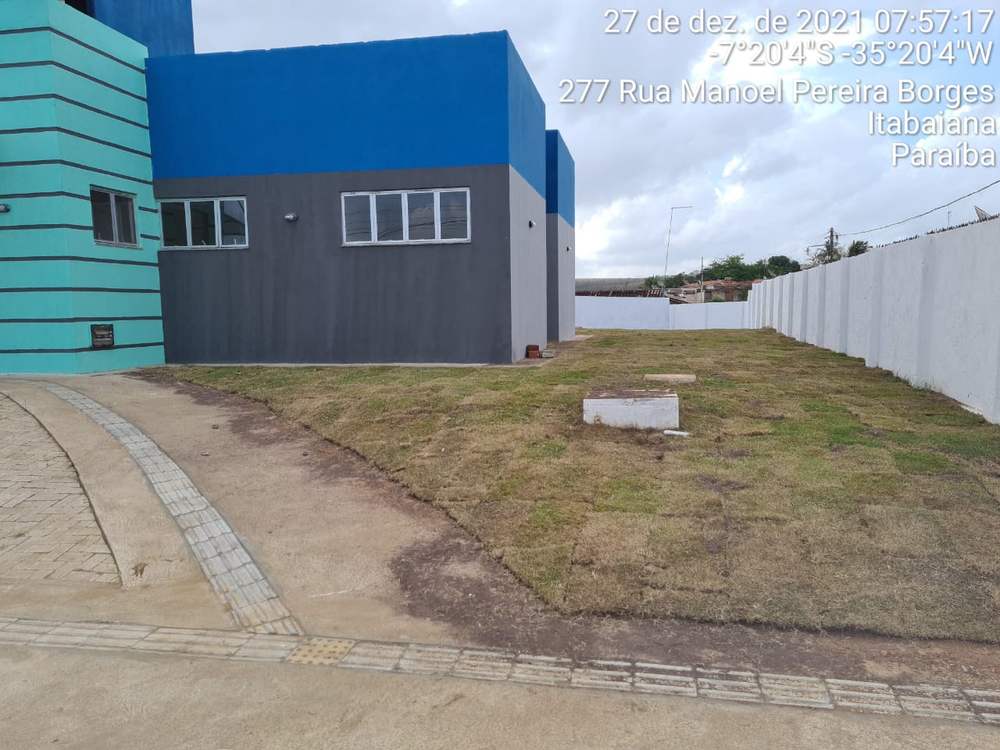 27 de dez. de 2021 07:57:17
-7°20'4"S -35°20'4"W
277 Rua Manoel Pereira Borges
Itabaiana
Paraíba